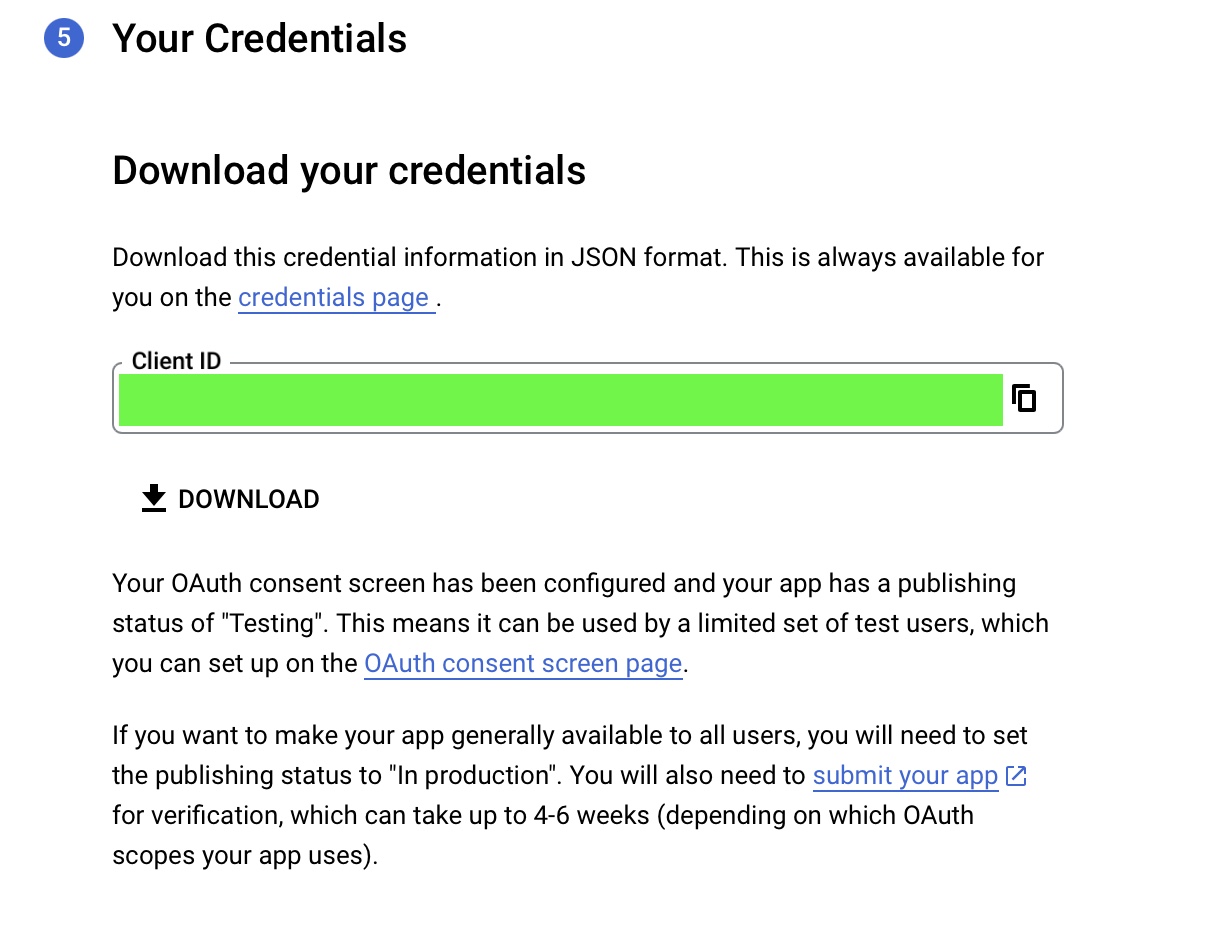 5 Your Credentials
Download your credentials
Download this credential information in JSON format. This is always available for
you on the credentials page .
Client ID
DOWNLOAD
Your OAuth consent screen has been configured and your app has a publishing
status of "Testing". This means it can be used by a limited set of test users, which
you can set up on the OAuth consent screen page.
If you want to make your app generally available to all users, you will need to set
the publishing status to "In production". You will also need to submit your app
for verification, which can take up to 4-6 weeks (depending on which OAuth
scopes your app uses).